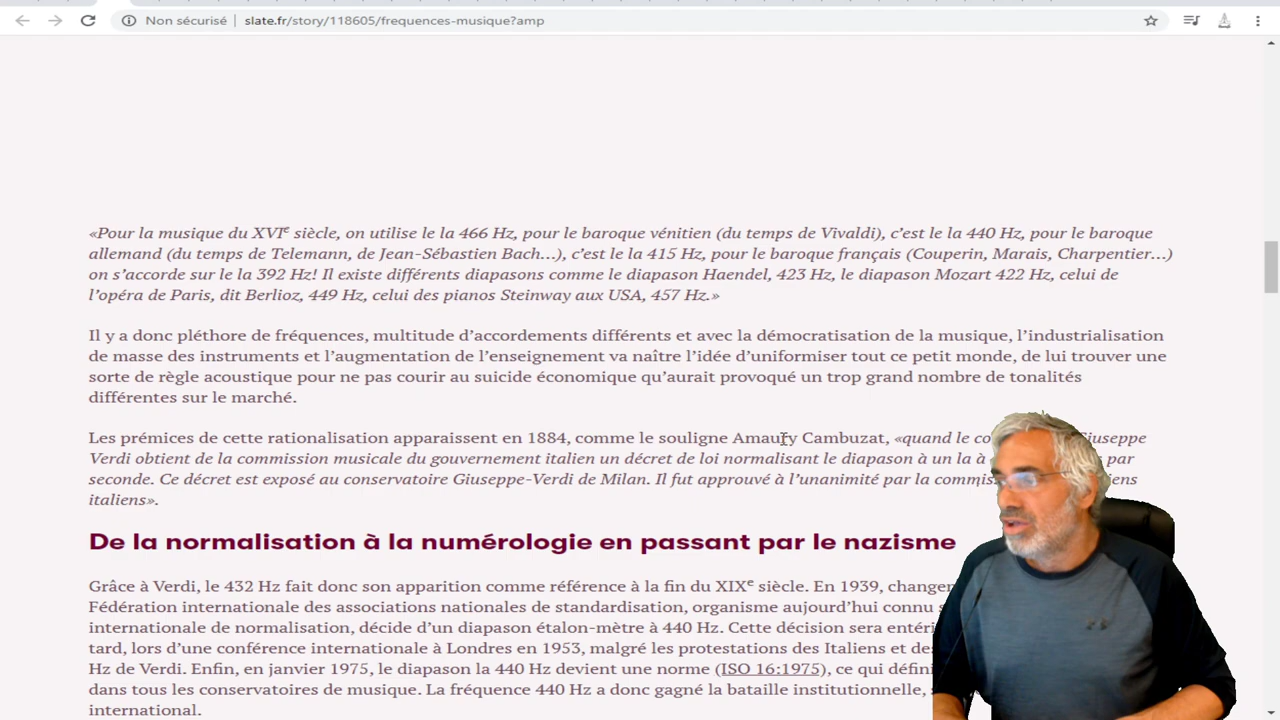 Non sécurisé | slate.fr/story/118605/frequences-musique?amp
«Pour la musique du XVIe siècle, on utilise le la 466 Hz, pour le baroque vénitien (du temps de Vivaldi), c’est le la 440 Hz, pour le baroque
allemand (du temps de Telemann, de Jean-Sébastien Bach…), c’est le la 415 Hz, pour le baroque français (Couperin, Marais, Charpentier…)
on s’accorde sur le la 392 Hz! Il existe différents diapasons comme le diapason Haendel, 423 Hz, le diapason Mozart 422 Hz, celui de
l’opéra de Paris, dit Berlioz, 449 Hz, celui des pianos Steinway aux USA, 457 Hz.»
Il y a donc pléthore de fréquences, multitude d’accordements différents et avec la démocratisation de la musique, l’industrialisation
de masse des instruments et l’augmentation de l’enseignement va naître l’idée d’uniformiser tout ce petit monde, de lui trouver une
sorte de règle acoustique pour ne pas courir au suicide économique qu’aurait provoqué un trop grand nombre de tonalités
différentes sur le marché.
Les prémices de cette rationalisation apparaissent en 1884, comme le souligne Amaury Cambuzat, «quand le Giuseppe
Verdi obtient de la commission musicale du gouvernement italien un décret de loi normalisant le diapason à un la à par
seconde. Ce décret est exposé au conservatoire Giuseppe-Verdi de Milan. Il fut approuvé à l’unanimité par la
italiens».
De la normalisation à la numérologie en passant par le nazisme
Grâce à Verdi, le 432 Hz fait donc son apparition comme référence à la fin du XIXe siècle. En 1939,
Fédération internationale des associations nationales de standardisation, organisme aujourd’hui connu
internationale de normalisation, décide d’un diapason étalon-mètre à 440 Hz. Cette décision sera
tard, lors d’une conférence internationale à Londres en 1953, malgré les protestations des Italiens et
Hz de Verdi. Enfin, en janvier 1975, le diapason la 440 Hz devient une norme (ISO 16:1975), ce qui
dans tous les conservatoires de musique. La fréquence 440 Hz a donc gagné la bataille institutionnelle,
international.